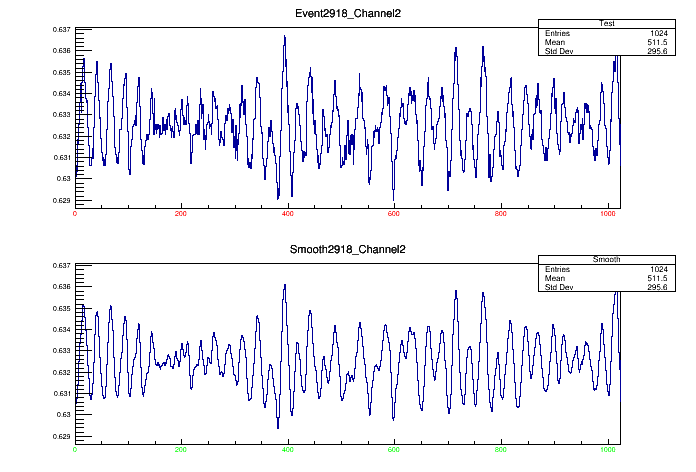 Event2918_Channel2
Test
Entries 1024
Mean 511.5
Std Dev 295.6
0.637
0.636
0.635
0.634
0.633
0.632
0.631
0.63
0.629
0 200 400 600 800 1000
Smooth2918_Channel2
Smooth
Entries 1024
Mean 511.5
Std Dev 295.6
0.637
0.636
0.635
0.634
0.633
0.632
0.631
0.63
0.629
0 200 400 600 800 1000